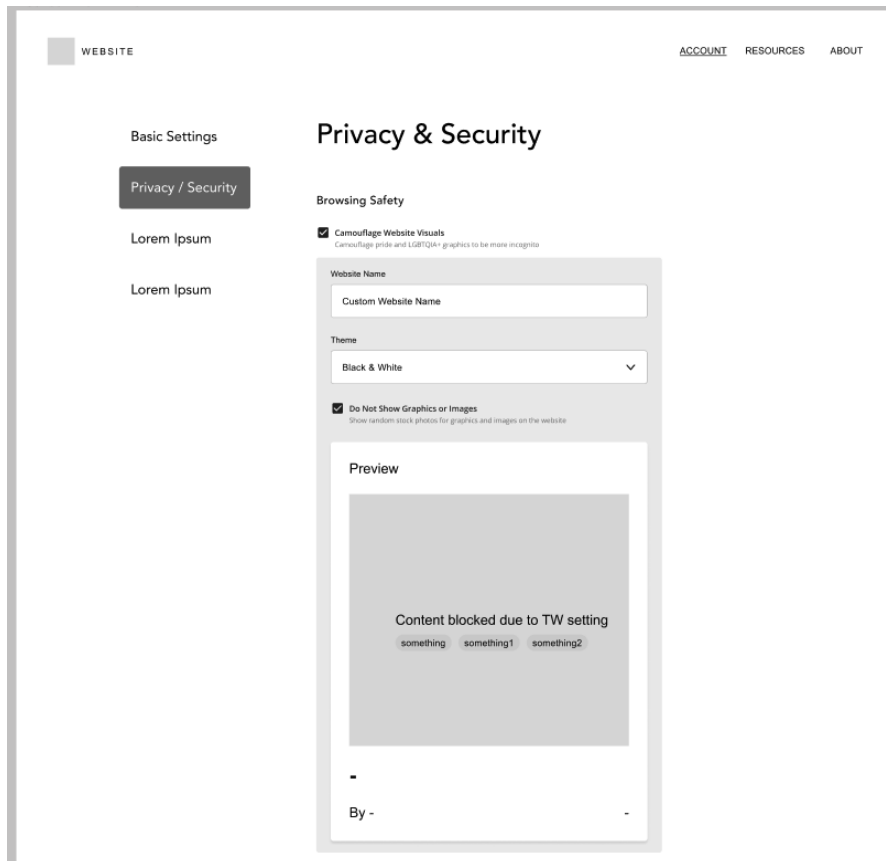 WEBSITE
ACCOUNT RESOURCES ABOUT
Basic Settings
Privacy / Security
Lorem Ipsum
Lorem Ipsum
Privacy & Security
Browsing Safety
Camouflage Website Visuals
Camouflage pride and LGBTQIA+ graphics to be more incognito
Website Name
Custom Website Name
Theme
Black & White
Do Not Show Graphics or Images
Show random stock photos for graphics and images on the website
Preview
Content blocked due to TW setting
something something1 something2
-
By - -